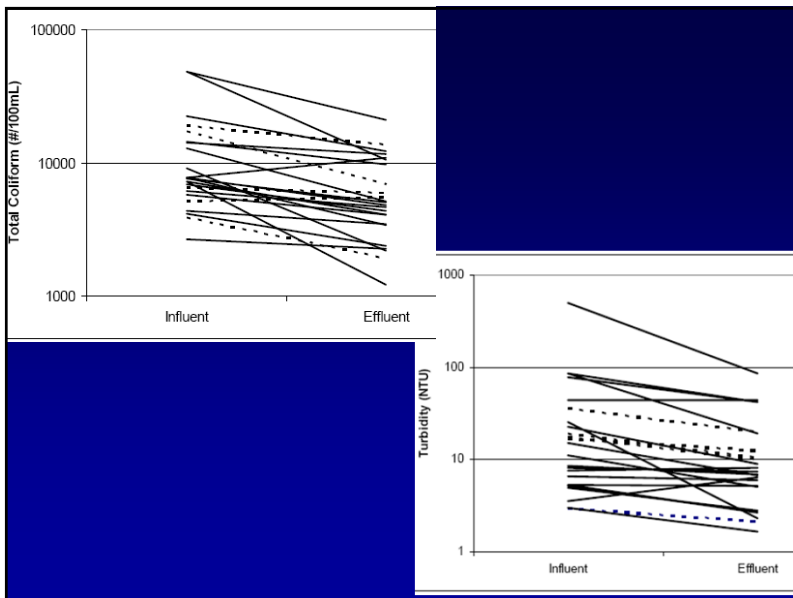 100000
10000
1000
Total Coliform (#/100mL)
Influent
Effluent
1000
100
10
1
Turbidity (NTU)
Influent
Effluent